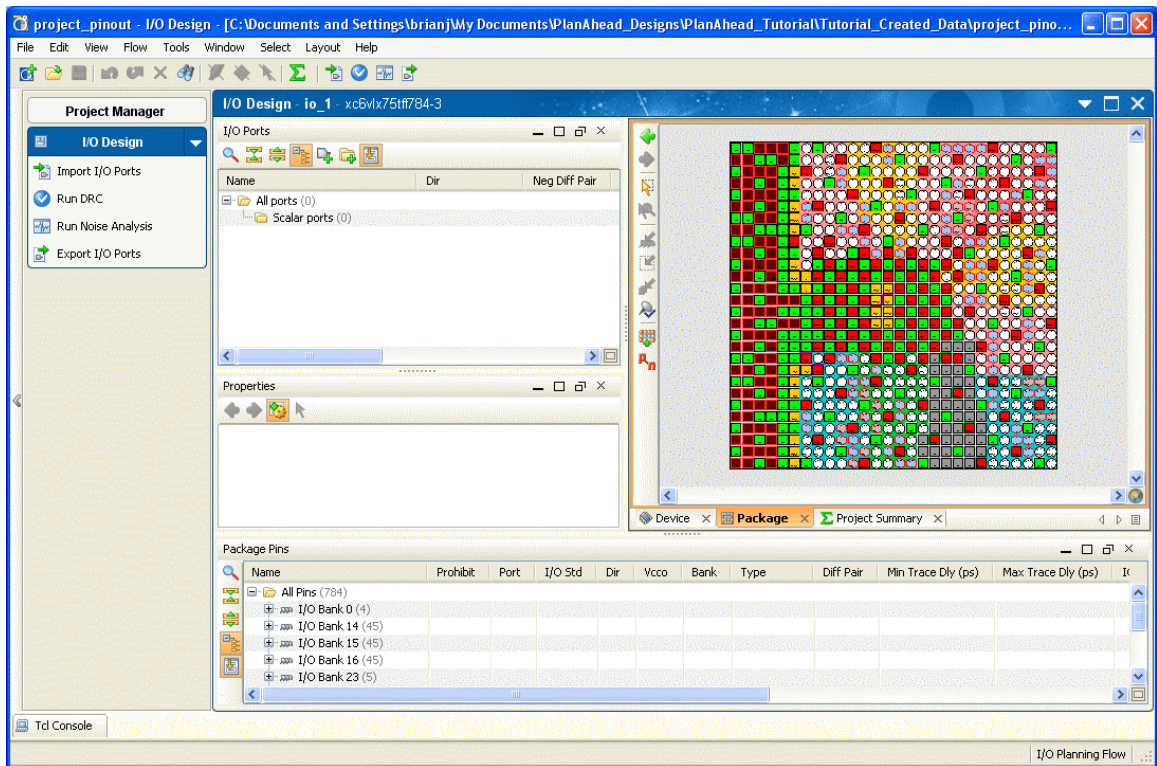 project_pinout - I/O Design - [C:\Documents and Settings\brianj\My Documents\PlanAhead_Designs\PlanAhead_Tutorial\Tutorial_Created_Data\project_pino...
File Edit View Flow Tools Window Select Layout Help
Project Manager
I/O Design
Import I/O Ports
Run DRC
Run Noise Analysis
Export I/O Ports
I/O Design - io_1 - xc6vlx75tff784-3
I/O Ports
Name Dir Neg Diff Pair
All ports (0)
Scalar ports (0)
Properties
Device Package Project Summary
Package Pins
Name Prohibit Port I/O Std Dir Vcco Bank Type Diff Pair Min Trace Dly (ps) Max Trace Dly (ps)
All Pins (784)
I/O Bank 0 (4)
I/O Bank 14 (45)
I/O Bank 15 (45)
I/O Bank 16 (45)
I/O Bank 23 (5)
Tcl Console
I/O Planning Flow